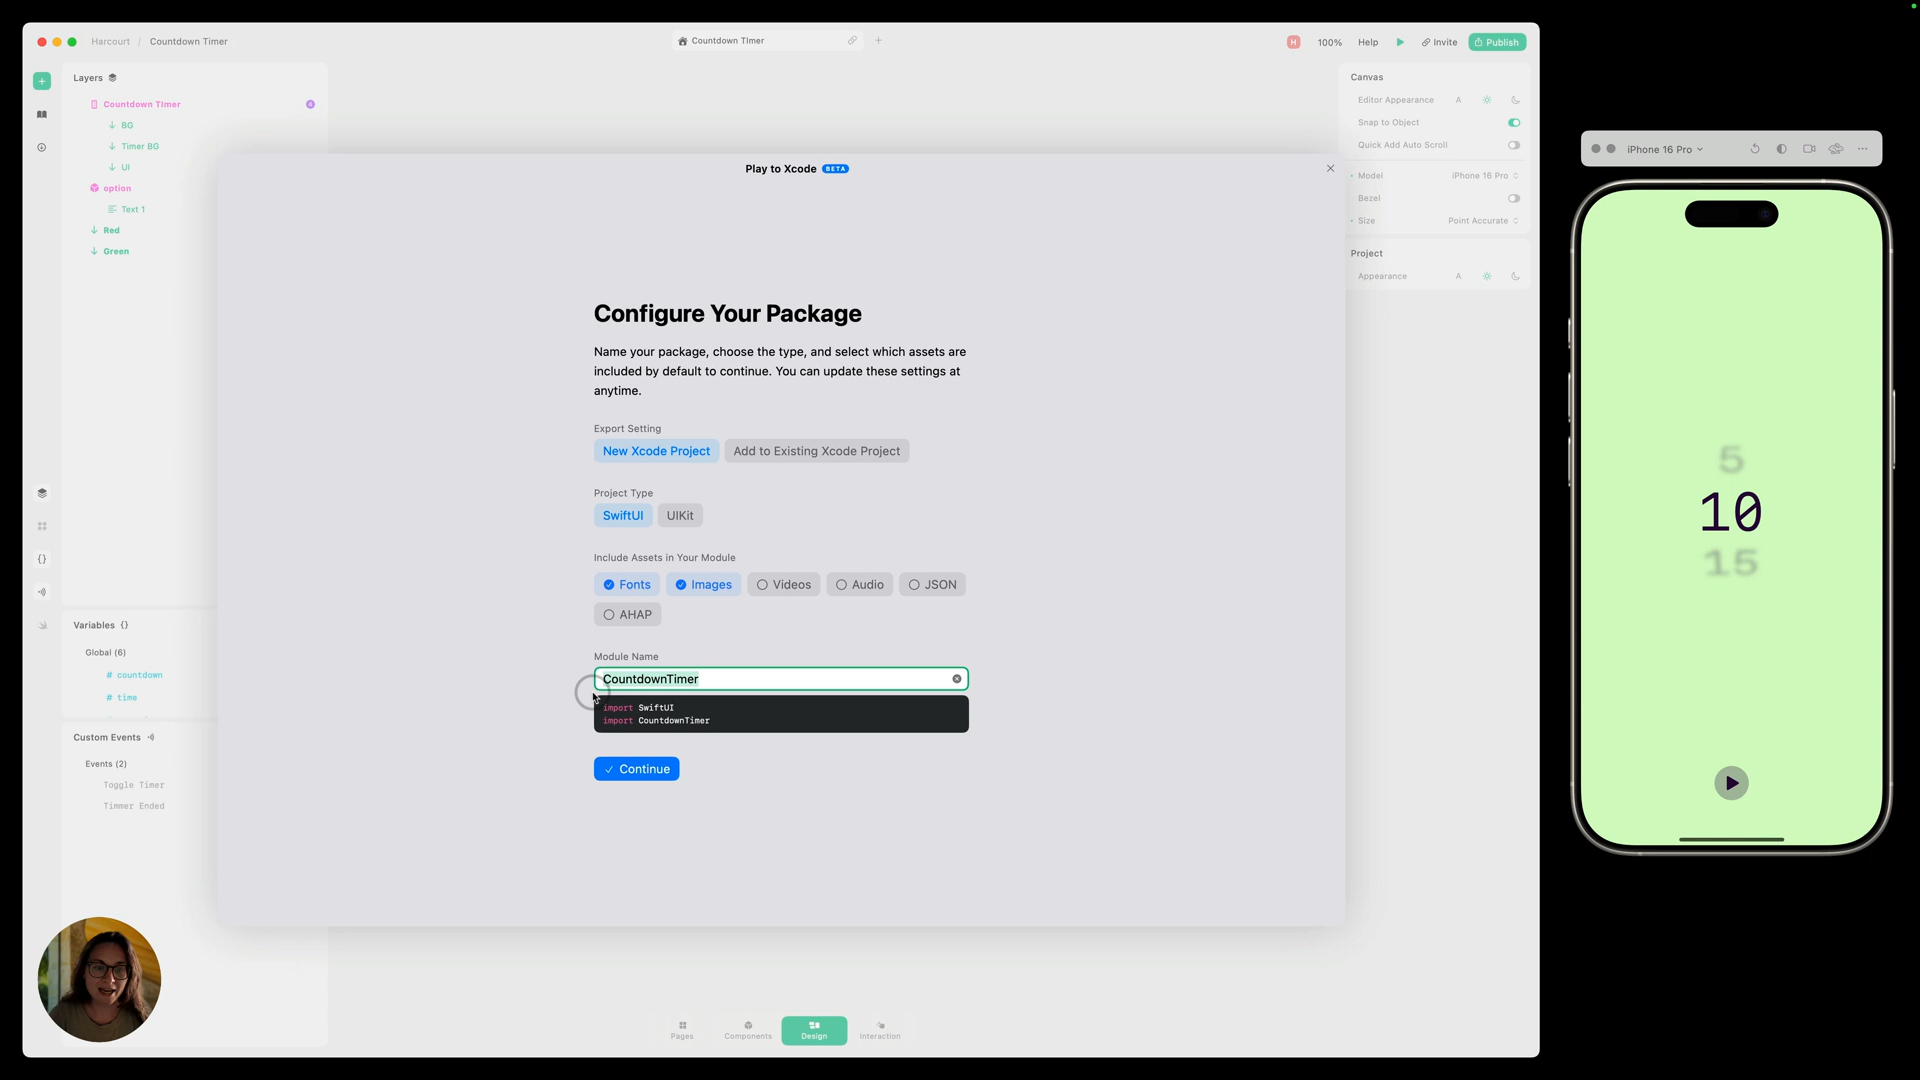 Harcourt / Countdown Timer
Countdown TImer
H
100%
Help
Invite
Publish
Layers
Countdown TImer
BG
Timer BG
UI
option
Text 1
Red
Green
Variables {}
Global (6)
# countdown
# time
Custom Events
Events (2)
Toggle Timer
Timmer Ended
Play to Xcode BETA
Configure Your Package
Name your package, choose the type, and select which assets are
included by default to continue. You can update these settings at
anytime.
Export Setting
New Xcode Project
Add to Existing Xcode Project
Project Type
SwiftUI
UIKit
Include Assets in Your Module
Fonts
Images
Videos
Audio
JSON
AHAP
Module Name
CountdownTimer
import SwiftUI
import CountdownTimer
Continue
Pages
Components
Design
Interaction
Canvas
Editor Appearance A
Snap to Object
Quick Add Auto Scroll
Model iPhone 16 Pro
Bezel
Size Point Accurate
Project
Appearance A
iPhone 16 Pro
5
10
15